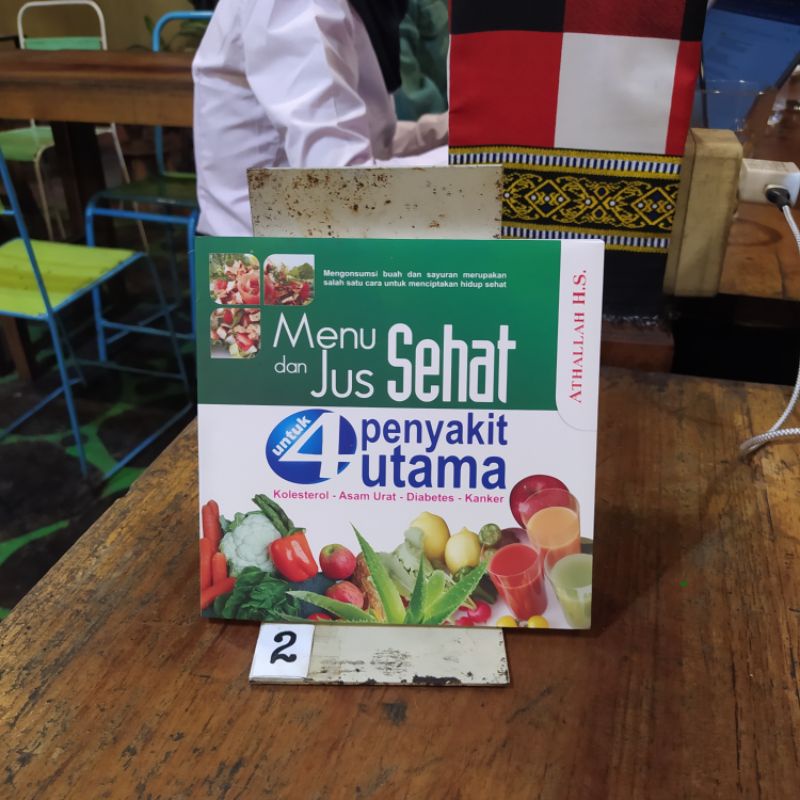 Mengonsumsi buah dan sayuran merupakan
salah satu cara untuk menciptakan hidup sehat
Menu
dan Jus Sehat
untuk 4 penyakit
utama
Kolesterol - Asam Urat - Diabetes - Kanker
ATHALLAH H.S.
2